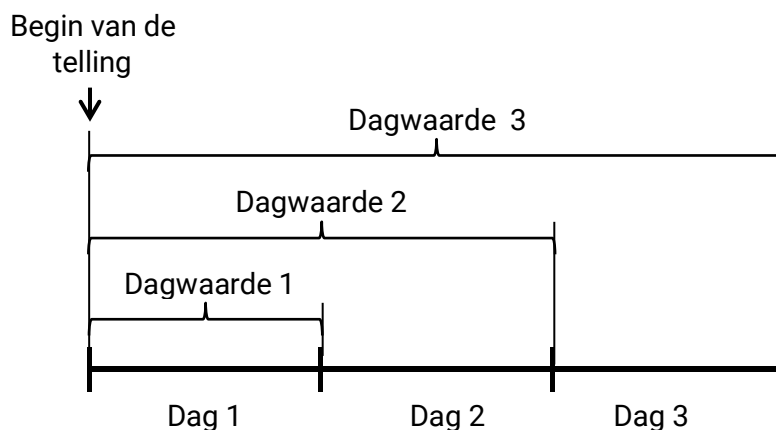 Begin van de
telling
Dagwaarde 3
Dagwaarde 2
Dagwaarde 1
Dag 1
Dag 2
Dag 3